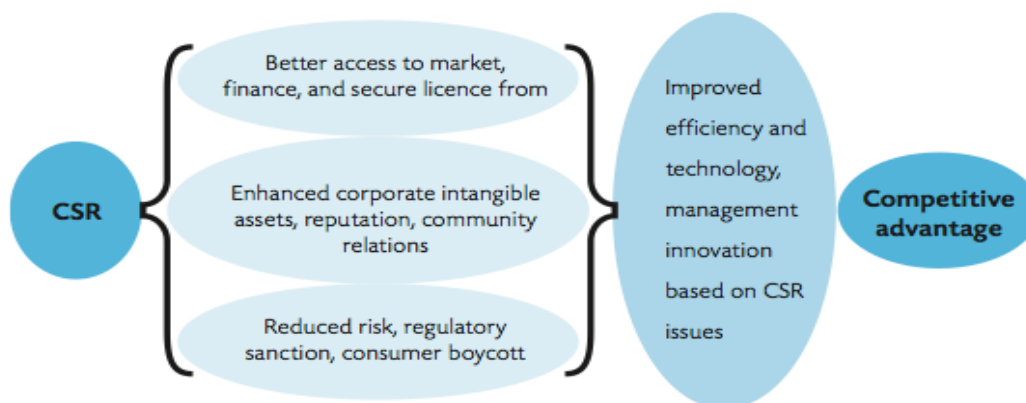 CSR
Better access to market,
finance, and secure licence from
Enhanced corporate intangible
assets, reputation, community
relations
Reduced risk, regulatory
sanction, consumer boycott
Improved
efficiency and
technology,
management
innovation
based on CSR
issues
Competitive
advantage